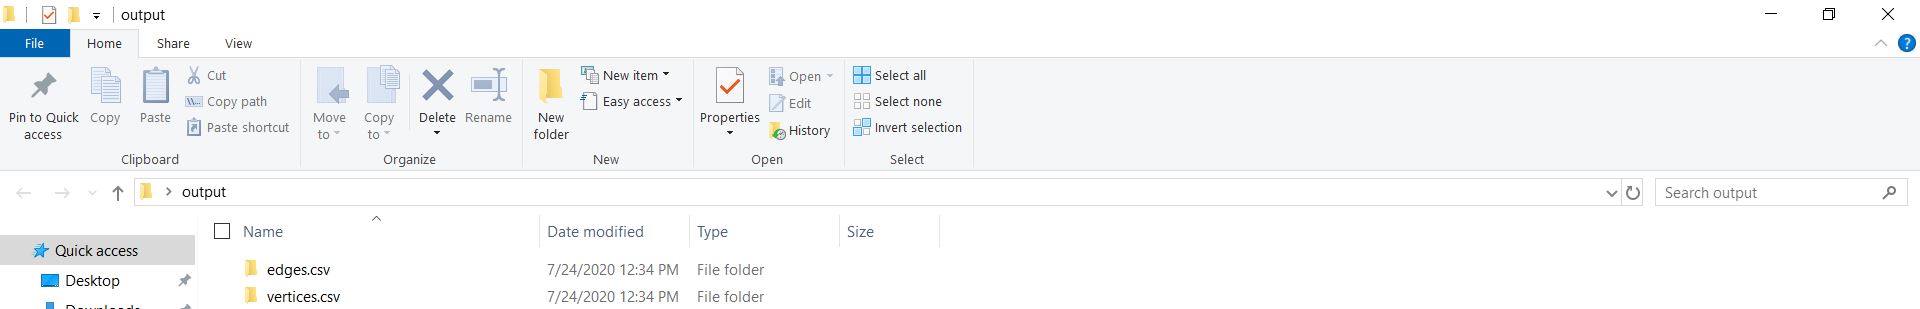 output
File Home Share View
Pin to Quick access
Copy
Paste
Cut
Copy path
Paste shortcut
Clipboard
Move to
Copy to
Delete
Rename
Organize
New folder
New item
Easy access
New
Properties
Open
Edit
History
Open
Select all
Select none
Invert selection
Select
output
Search output
Name Date modified Type Size
Quick access
Desktop
Downloads
edges.csv 7/24/2020 12:34 PM File folder
vertices.csv 7/24/2020 12:34 PM File folder